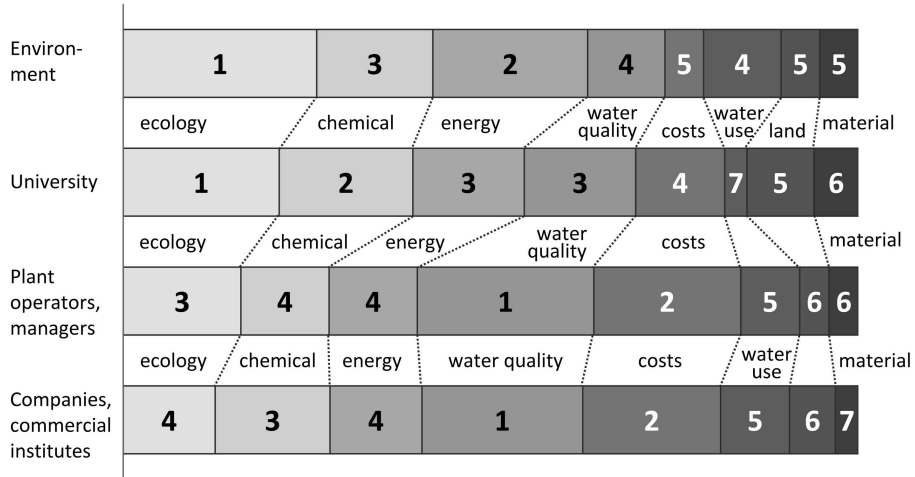 Environ-
ment
1 3 2 4 5 4 5 5
ecology chemical energy water quality costs water use land material
University
1 2 3 3 4 7 5 6
ecology chemical energy water quality costs material
Plant
operators,
managers
3 4 4 1 2 5 6 6
ecology chemical energy water quality costs water use material
Companies,
commercial
institutes
4 3 4 1 2 5 6 7